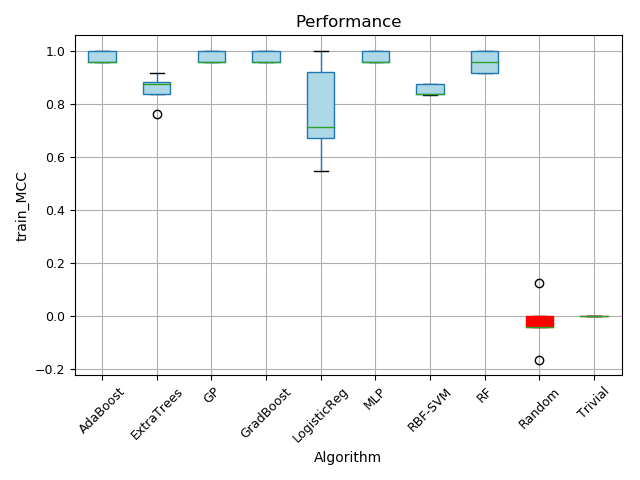 Performance
1.0
0.8
0.6
0.4
0.2
0.0
−0.2
train_MCC
AdaBoost
ExtraTrees
GP
GradBoost
LogisticReg
MLP
RBF-SVM
RF
Random
Trivial
Algorithm